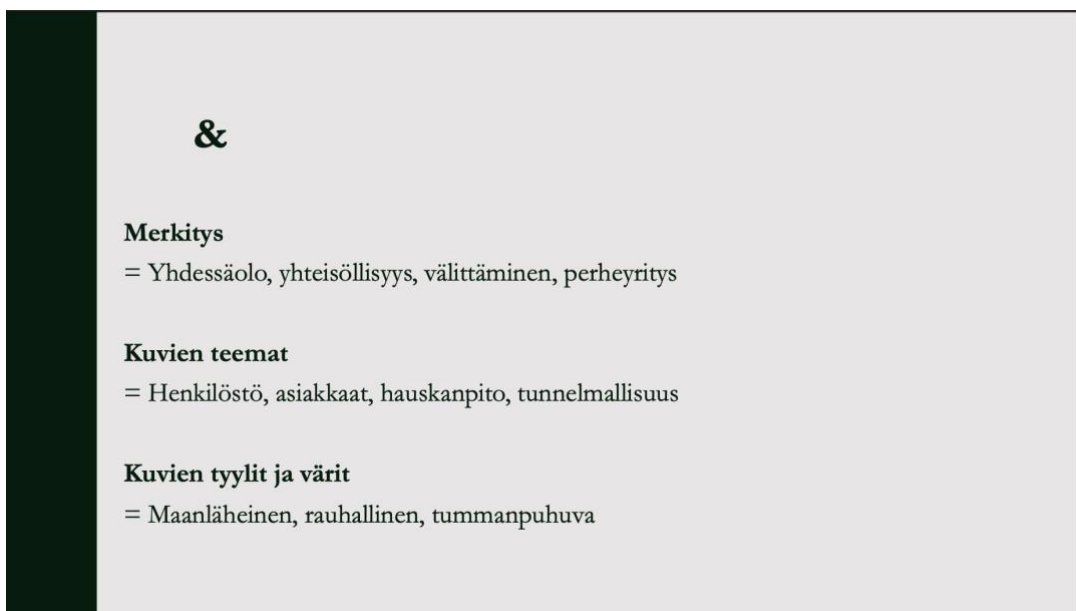 &
Merkitys
= Yhdessäolo, yhteisöllisyys, välittäminen, perheyritys
Kuvien teemat
= Henkilöstö, asiakkaat, hauskanpito, tunnelmallisuus
Kuvien tyylit ja värit
= Maanläheinen, rauhallinen, tummanpuhuva